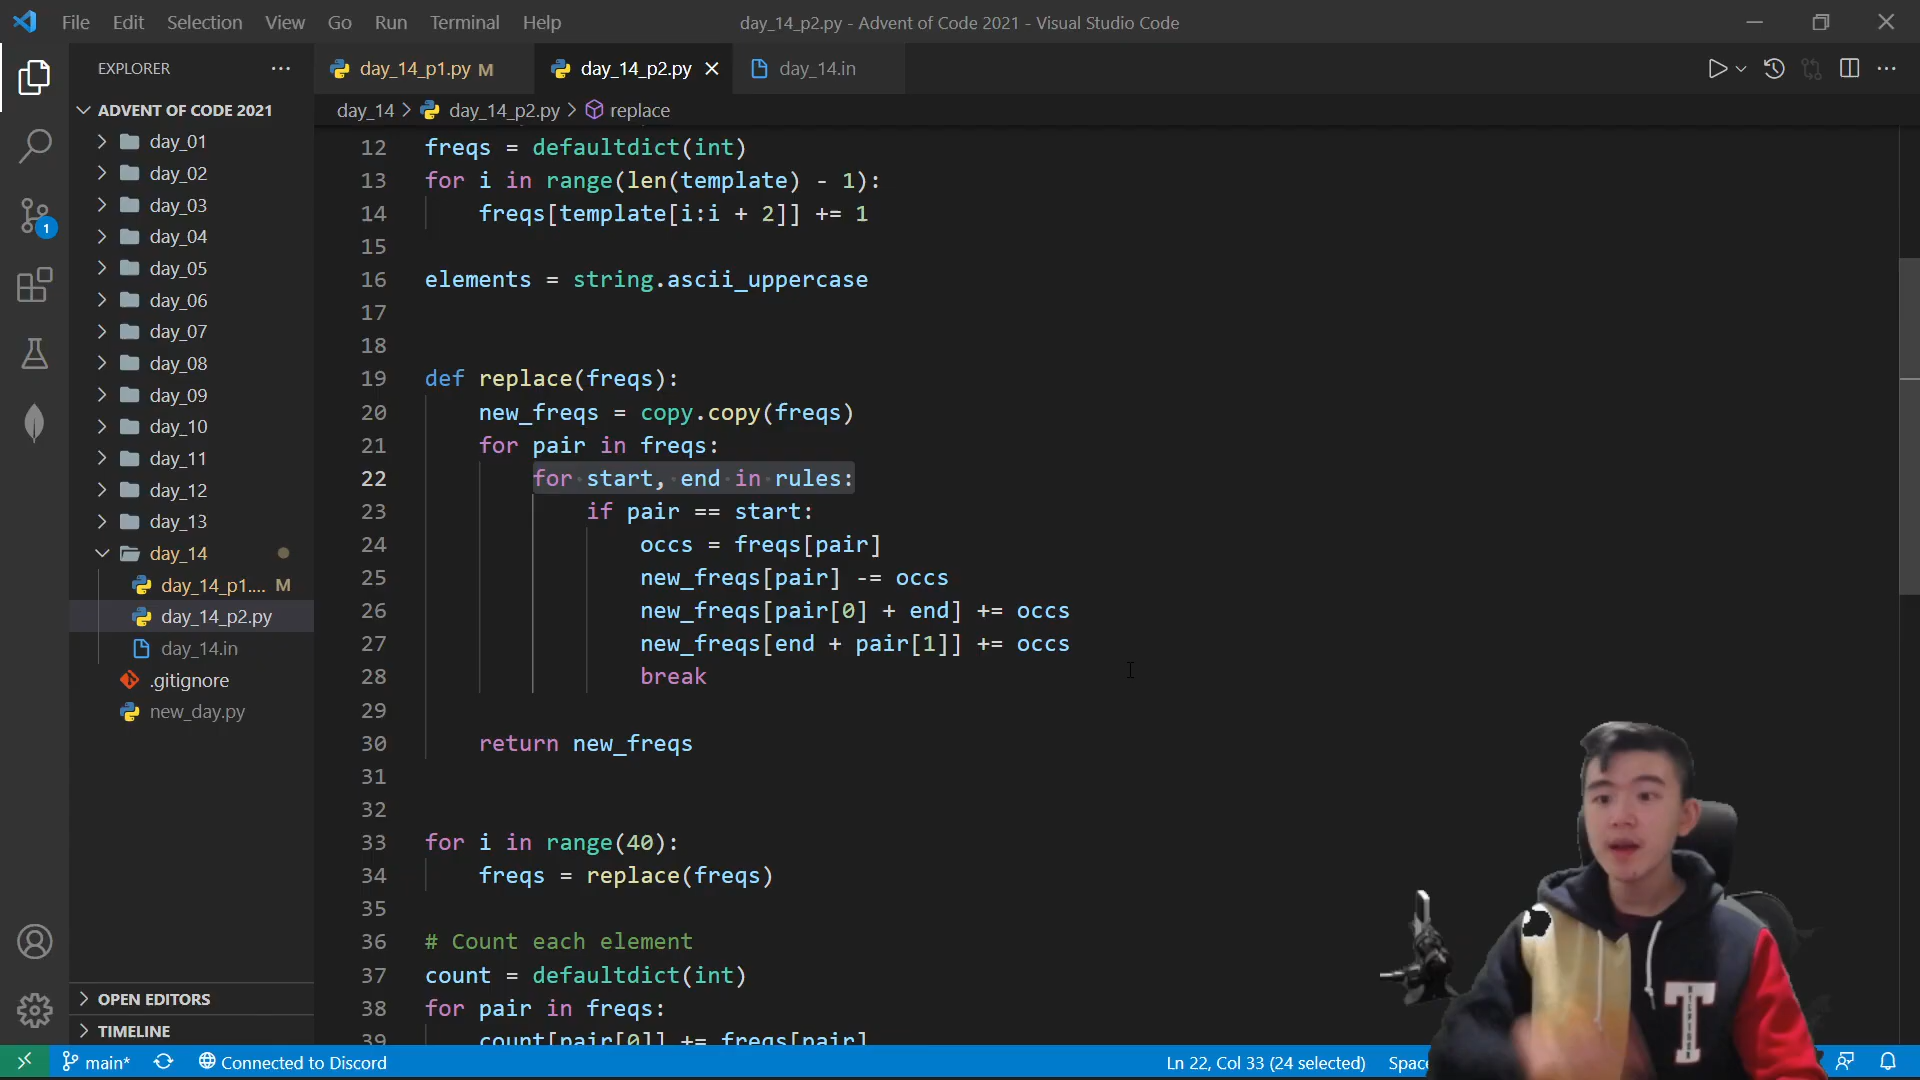 File Edit Selection View Go Run Terminal Help
day_14_p2.py - Advent of Code 2021 - Visual Studio Code
EXPLORER
day_14_p1.py M
day_14_p2.py
day_14.in
ADVENT OF CODE 2021
day_14 > day_14_p2.py > replace
day_01
day_02
day_03
day_04
day_05
day_06
day_07
day_08
day_09
day_10
day_11
day_12
day_13
day_14
day_14_p1.... M
day_14_p2.py
day_14.in
.gitignore
new_day.py
OPEN EDITORS
TIMELINE
12 freqs = defaultdict(int)
13 for i in range(len(template) - 1):
14 freqs[template[i:i + 2]] += 1
15
16 elements = string.ascii_uppercase
17
18
19 def replace(freqs):
20 new_freqs = copy.copy(freqs)
21 for pair in freqs:
22 for start, end in rules:
23 if pair == start:
24 occs = freqs[pair]
25 new_freqs[pair] -= occs
26 new_freqs[pair[0] + end] += occs
27 new_freqs[end + pair[1]] += occs
28 break
29
30 return new_freqs
31
32
33 for i in range(40):
34 freqs = replace(freqs)
35
36 # Count each element
37 count = defaultdict(int)
38 for pair in freqs:
39 count[pair[0]] += freqs[pair]
1
T
main* Connected to Discord
Ln 22, Col 33 (24 selected) Space